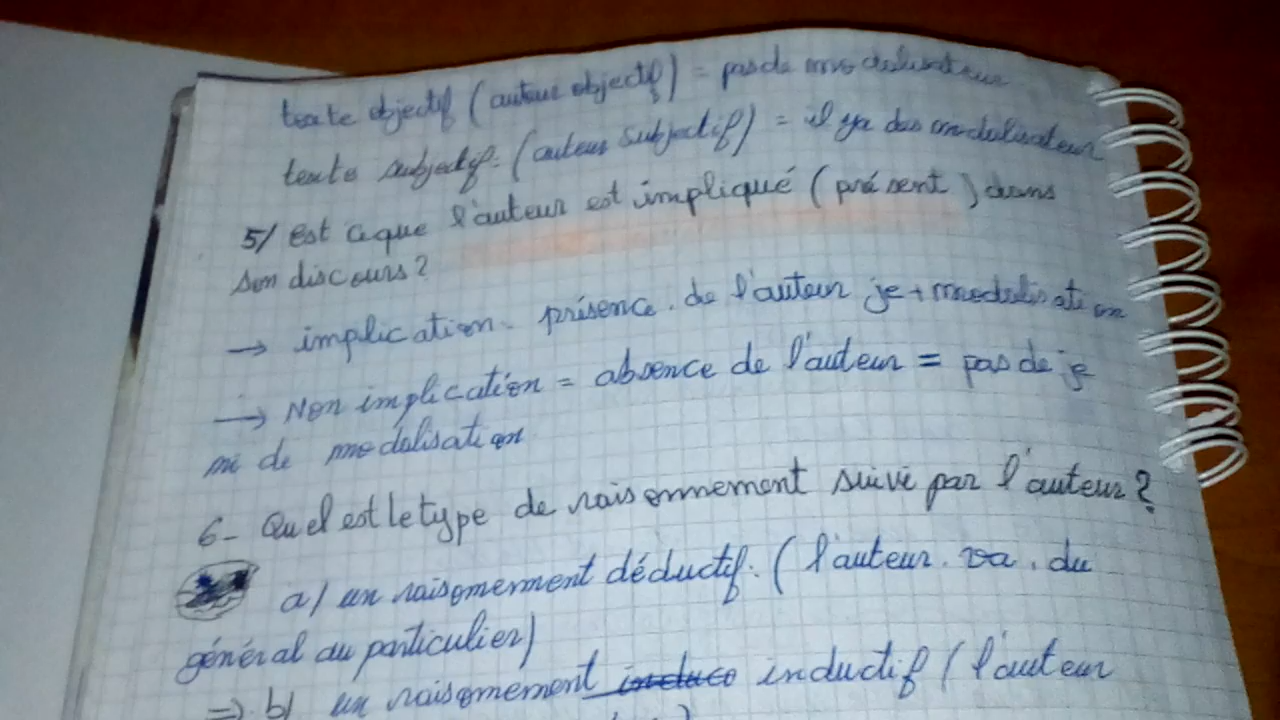 texte objectif (auteur objectif) = pas de modalisateur
texte subjectif: (auteur subjectif) = il ya des modalisateur
5/ Est ce que l'auteur est impliqué (présent) dans
son discours ?
→ implication = présence de l'auteur je + modalisation
→ Non implication = absence de l'auteur = pas de je
ni de modalisation
6- Quel est le type de raisonnement suivi par l'auteur ?
a/ un raisonnement déductif. (l'auteur va du
général au particulier)
=> b/ un raisonnement inductif (l'auteur